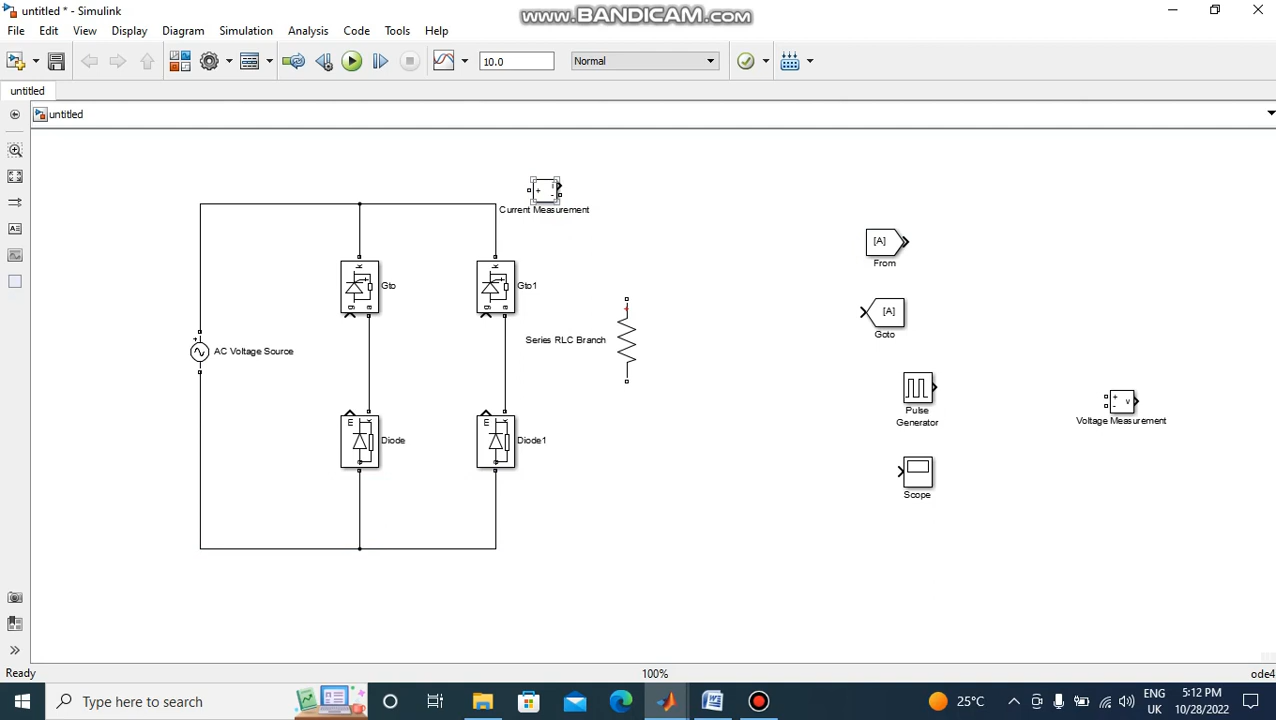 untitled * - Simulink
www.BANDICAM.com
File Edit View Display Diagram Simulation Analysis Code Tools Help
10.0
Normal
untitled
untitled
i
+
-
Current Measurement
[A]
From
k
k
Gto
Gto1
g a
g a
[A]
Goto
+
AC Voltage Source
Series RLC Branch
Pulse
Generator
+
-
v
Voltage Measurement
m k
m k
Diode
Diode1
Scope
Ready
100%
ode4
Type here to search
25°C
ENG
UK
5:12 PM
10/28/2022